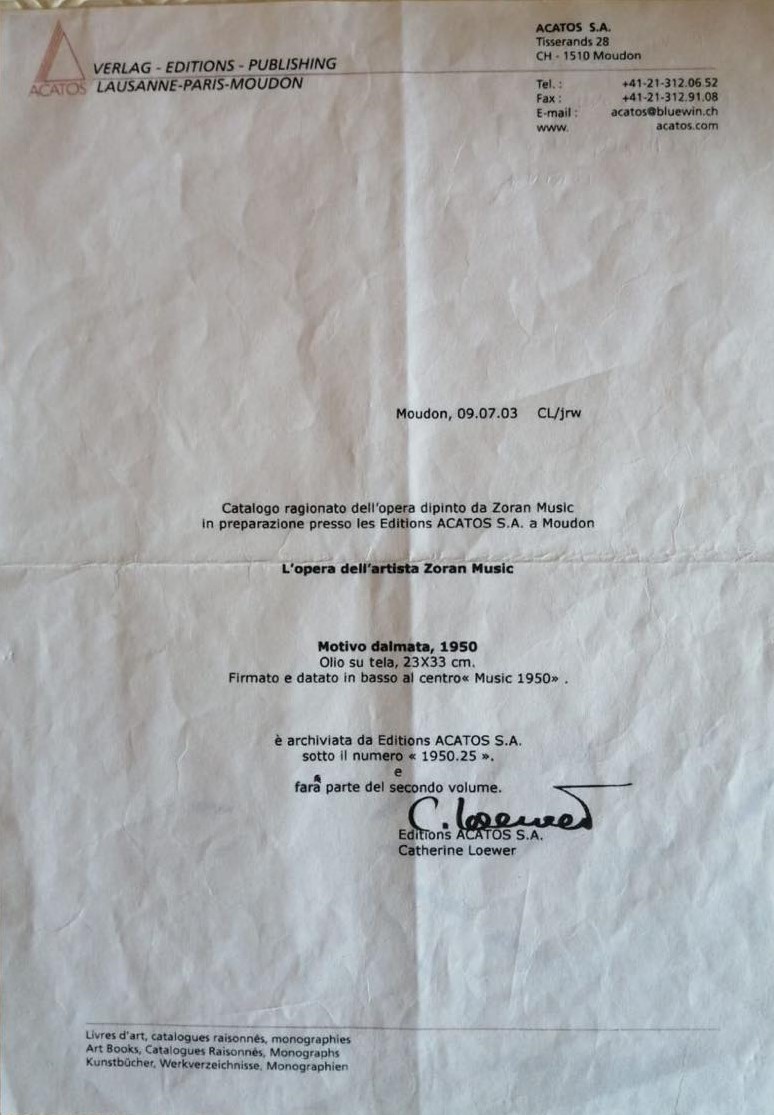 ACATOS
VERLAG - EDITIONS - PUBLISHING
LAUSANNE-PARIS-MOUDON
ACATOS S.A.
Tisserands 28
CH - 1510 Moudon
Tel. : +41-21-312.06.52
Fax : +41-21-312.91.08
E-mail : acatos@bluewin.ch
www. acatos.com
Moudon, 09.07.03 CL/jrw
Catalogo ragionato dell'opera dipinto da Zoran Music
in preparazione presso les Editions ACATOS S.A. a Moudon
L'opera dell'artista Zoran Music
Motivo dalmata, 1950
Olio su tela, 23X33 cm.
Firmato e datato in basso al centro« Music 1950» .
è archiviata da Editions ACATOS S.A.
sotto il numero « 1950.25 ».
e
farà parte del secondo volume.
C. Loewer
Editions ACATOS S.A.
Catherine Loewer
Livres d'art, catalogues raisonnés, monographies
Art Books, Catalogues Raisonnés, Monographs
Kunstbücher, Werkverzeichnisse, Monographien